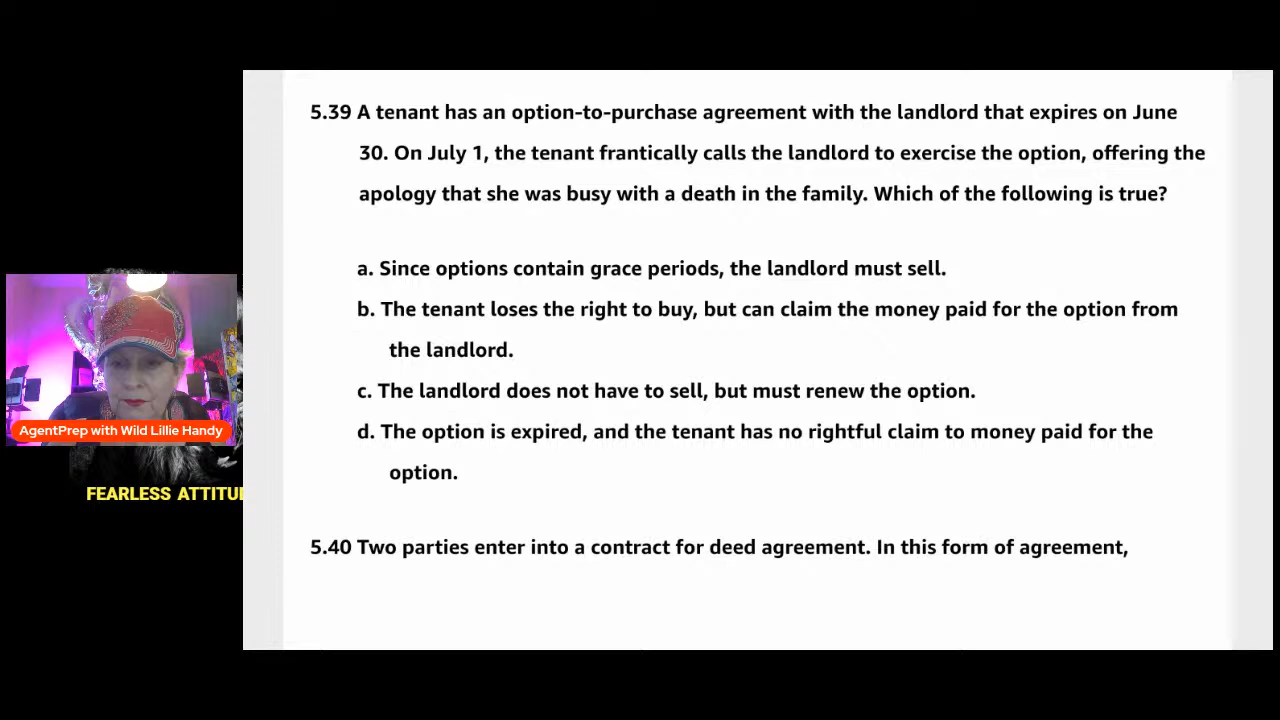 5.39 A tenant has an option-to-purchase agreement with the landlord that expires on June
30. On July 1, the tenant frantically calls the landlord to exercise the option, offering the
apology that she was busy with a death in the family. Which of the following is true?
a. Since options contain grace periods, the landlord must sell.
b. The tenant loses the right to buy, but can claim the money paid for the option from
the landlord.
c. The landlord does not have to sell, but must renew the option.
d. The option is expired, and the tenant has no rightful claim to money paid for the
option.
5.40 Two parties enter into a contract for deed agreement. In this form of agreement,
AgentPrep with Wild Lillie Handy
FEARLESS